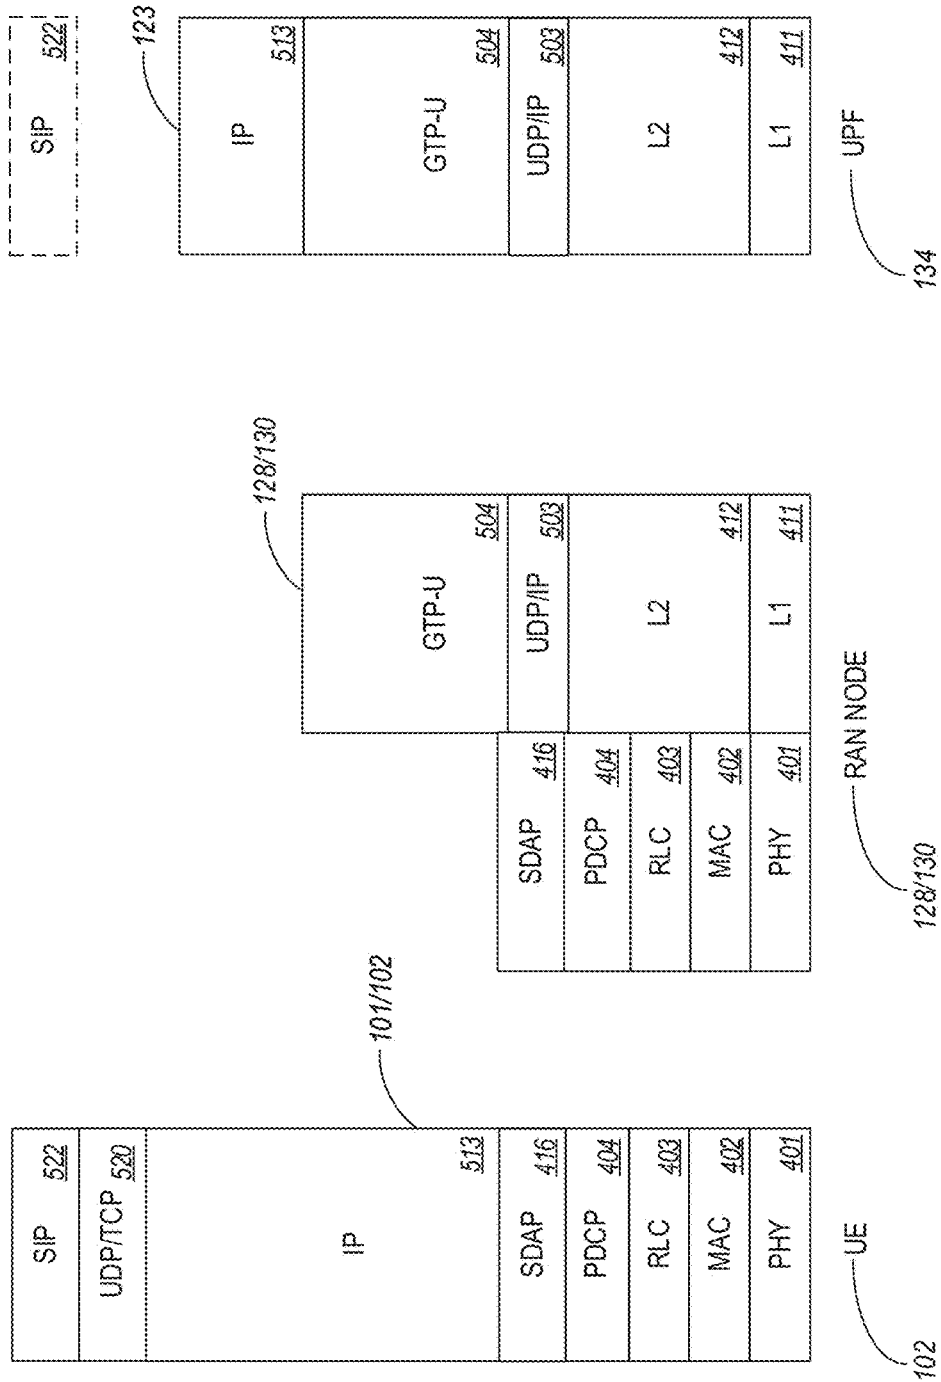 SIP 522
UDP/TCP 520
IP 513
SDAP 416
PDCP 404
RLC 403
MAC 402
PHY 401
101/102
UE
102
SDAP 416
PDCP 404
RLC 403
MAC 402
PHY 401
GTP-U 504
UDP/IP 503
L2 412
L1 411
128/130
RAN NODE
128/130
SIP 522
123
IP 513
GTP-U 504
UDP/IP 503
L2 412
L1 411
UPF
134